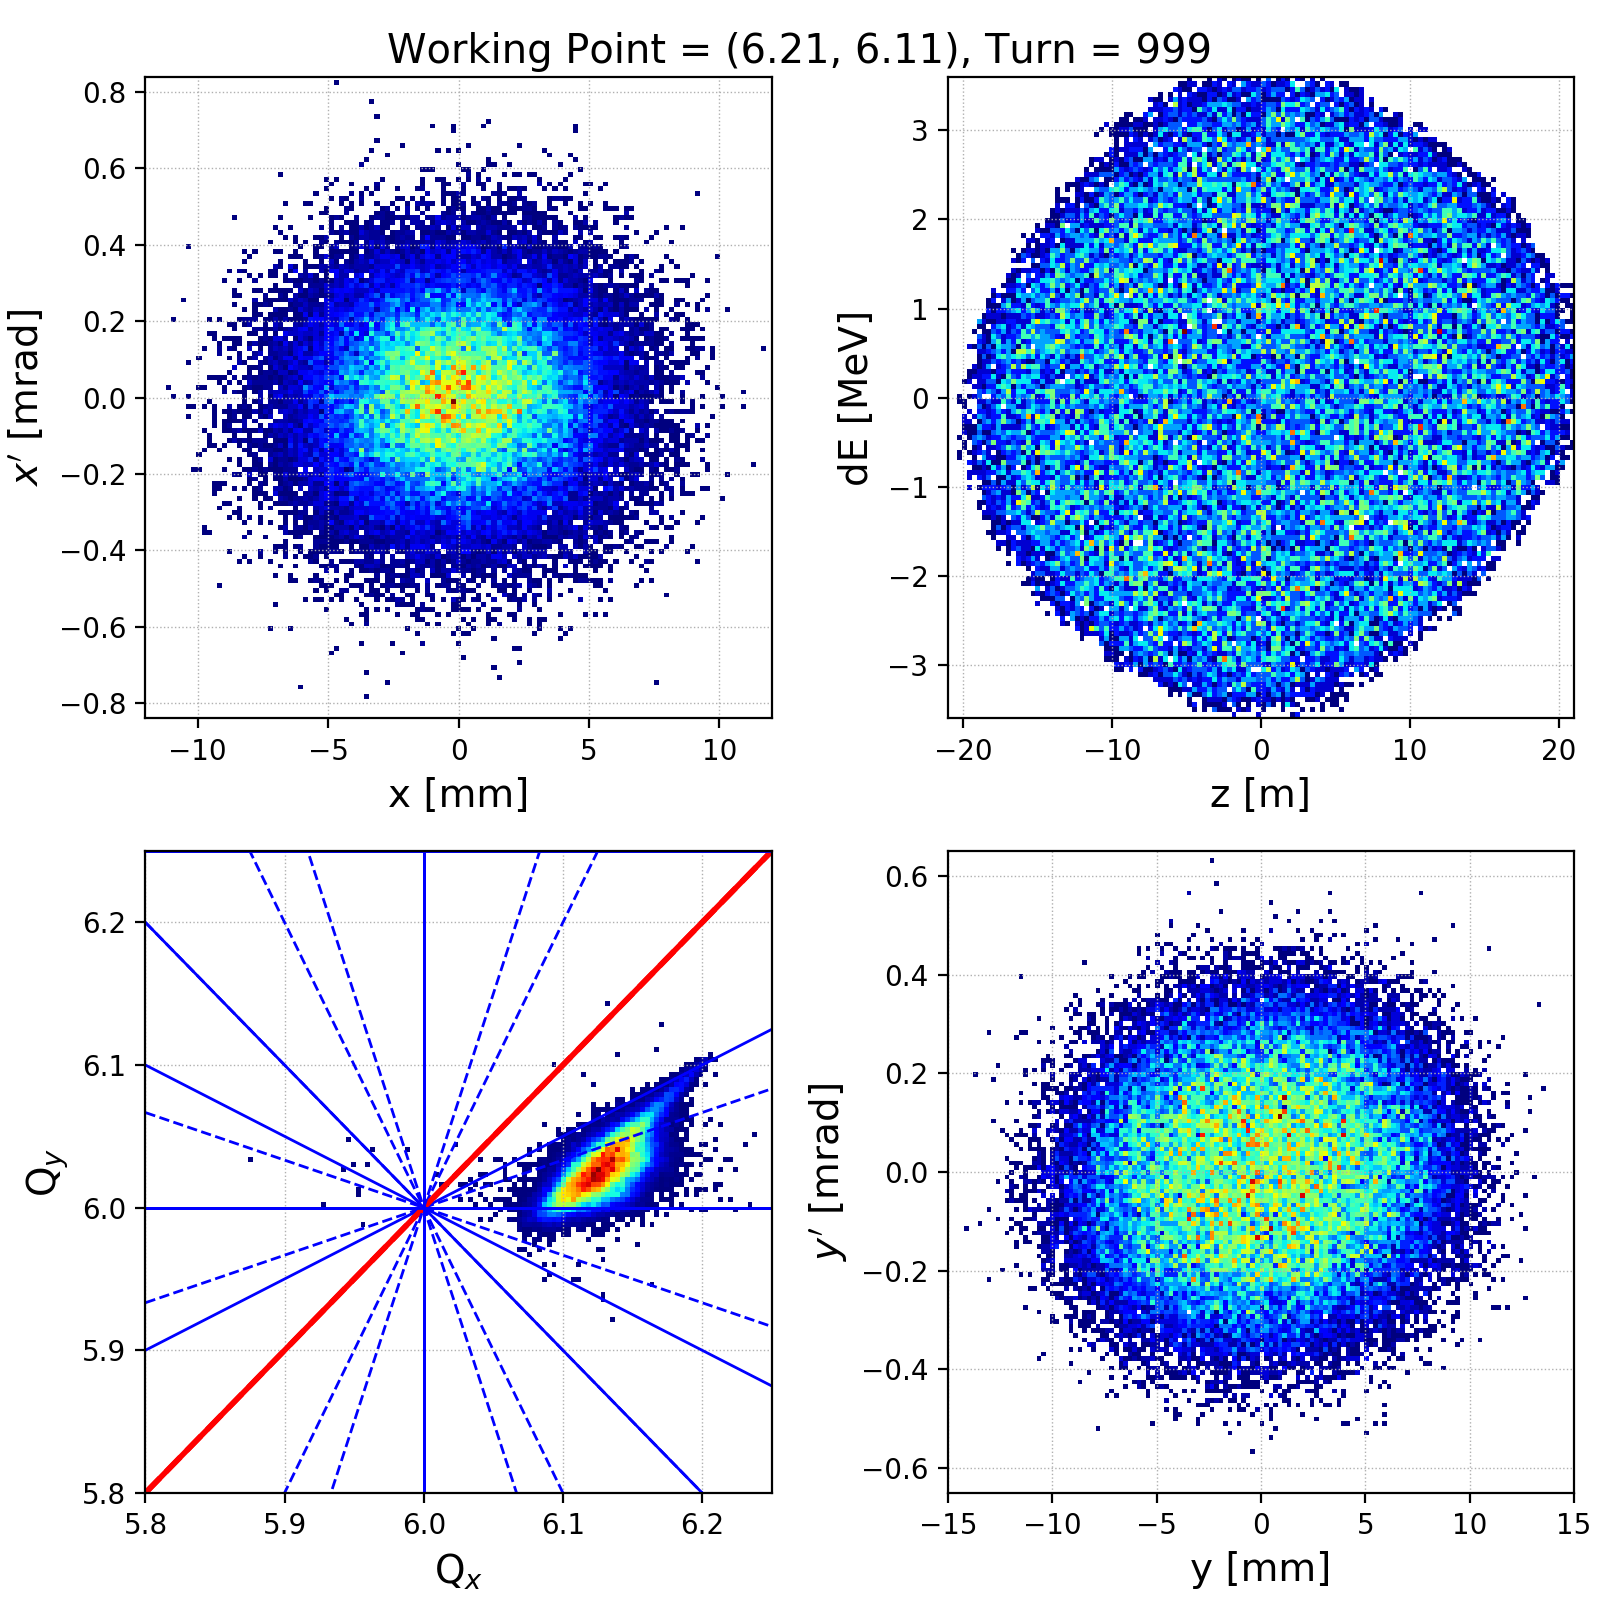 Working Point = (6.21, 6.11), Turn = 999
0.8
0.6
0.4
0.2
0.0
−0.2
−0.4
−0.6
−0.8
x′ [mrad]
−10 −5 0 5 10
x [mm]
3
2
1
0
−1
−2
−3
dE [MeV]
−20 −10 0 10 20
z [m]
6.2
6.1
6.0
5.9
5.8
Qy
5.8 5.9 6.0 6.1 6.2
Qx
0.6
0.4
0.2
0.0
−0.2
−0.4
−0.6
y′ [mrad]
−15 −10 −5 0 5 10 15
y [mm]